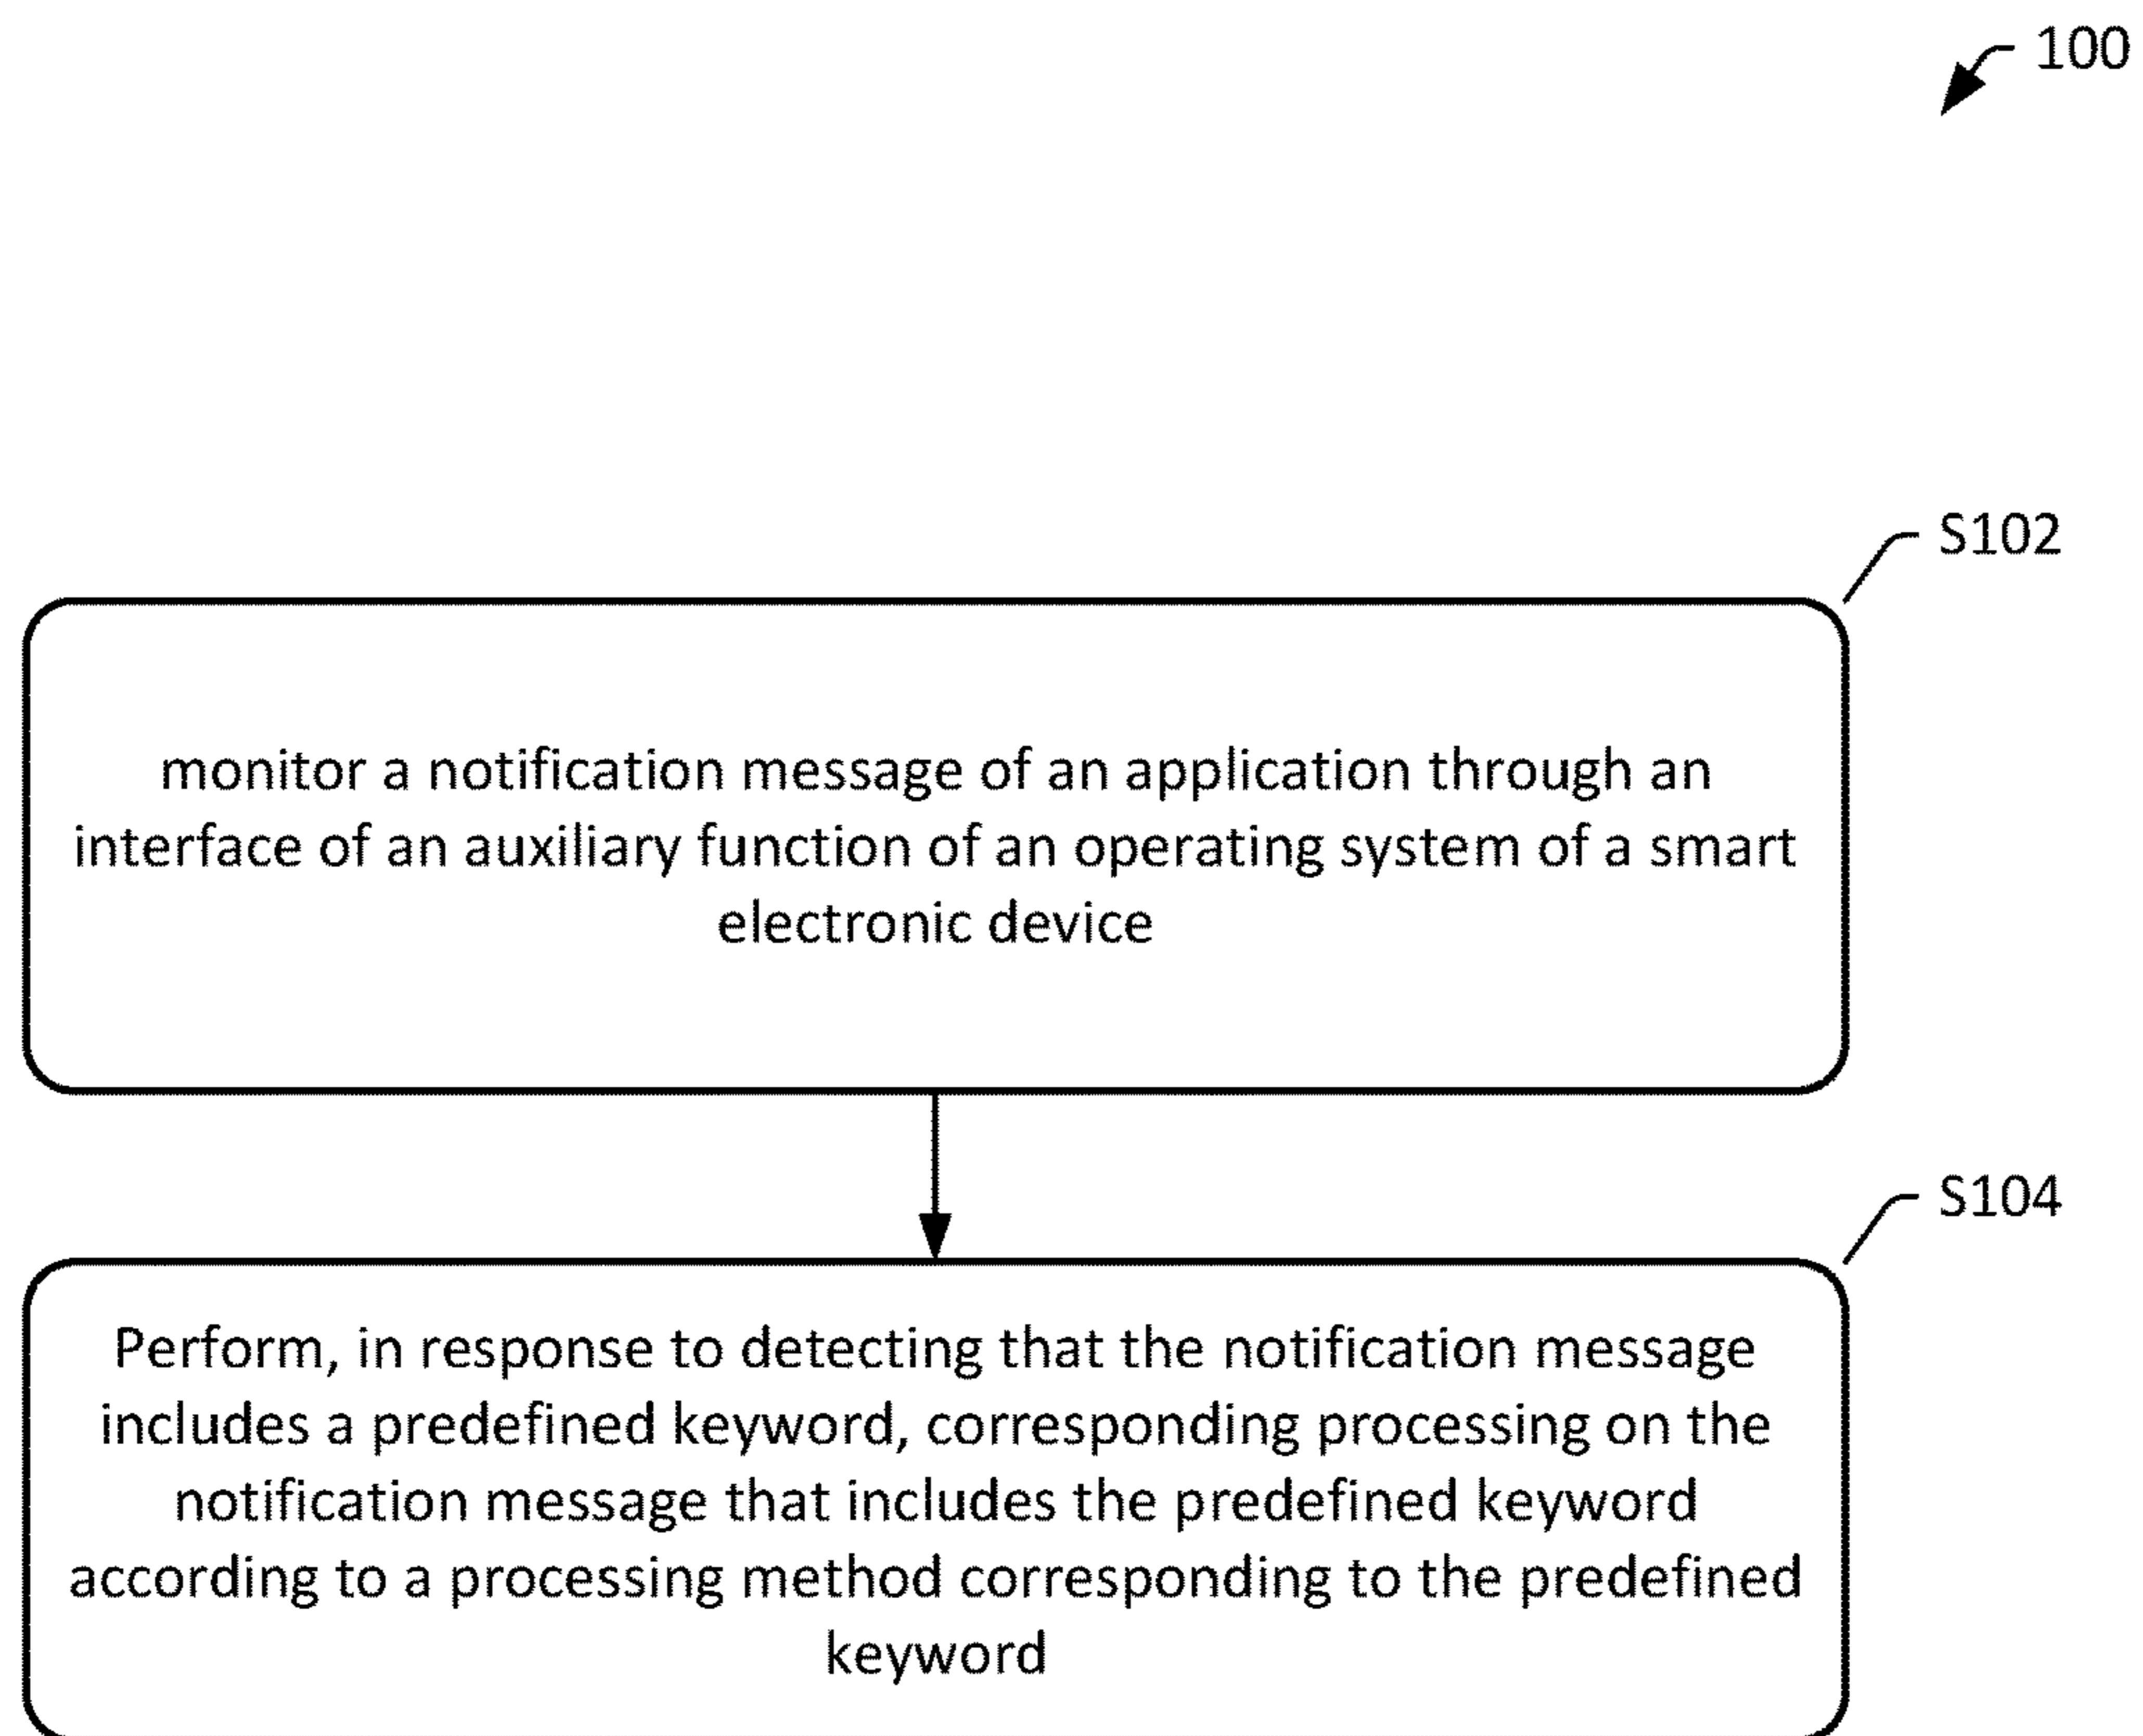 100
S102
monitor a notification message of an application through an
interface of an auxiliary function of an operating system of a smart
electronic device
S104
Perform, in response to detecting that the notification message
includes a predefined keyword, corresponding processing on the
notification message that includes the predefined keyword
according to a processing method corresponding to the predefined
keyword